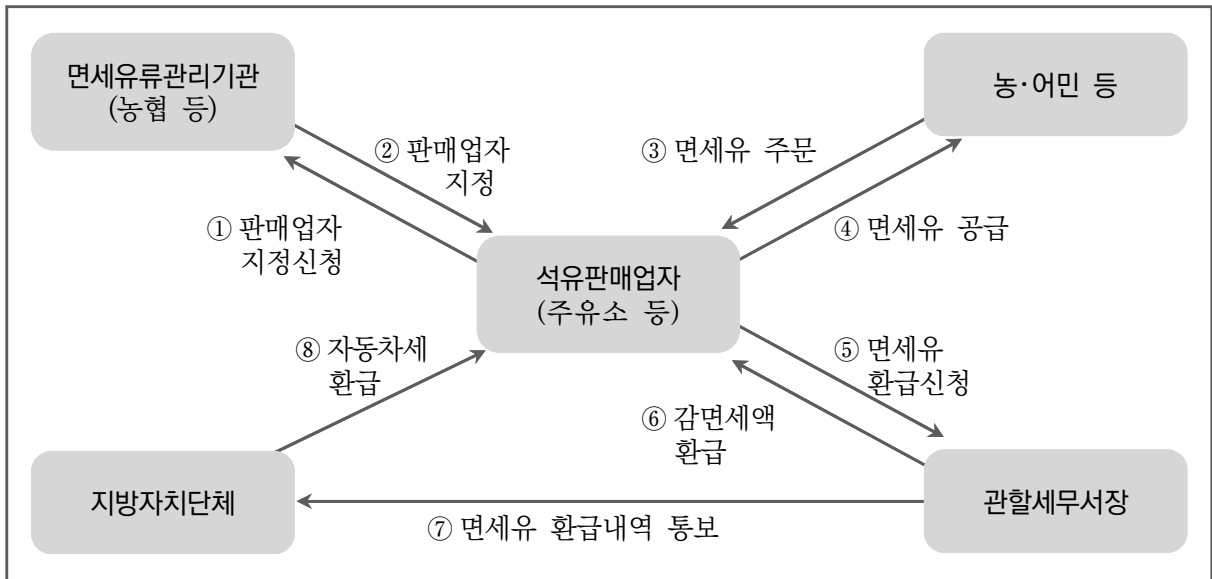 면세유류관리기관
(농협 등)
농·어민 등
② 판매업자
지정
③ 면세유 주문
① 판매업자
지정신청
④ 면세유 공급
석유판매업자
(주유소 등)
⑧ 자동차세
환급
⑤ 면세유
환급신청
⑥ 감면세액
환급
지방자치단체
관할세무서장
⑦ 면세유 환급내역 통보